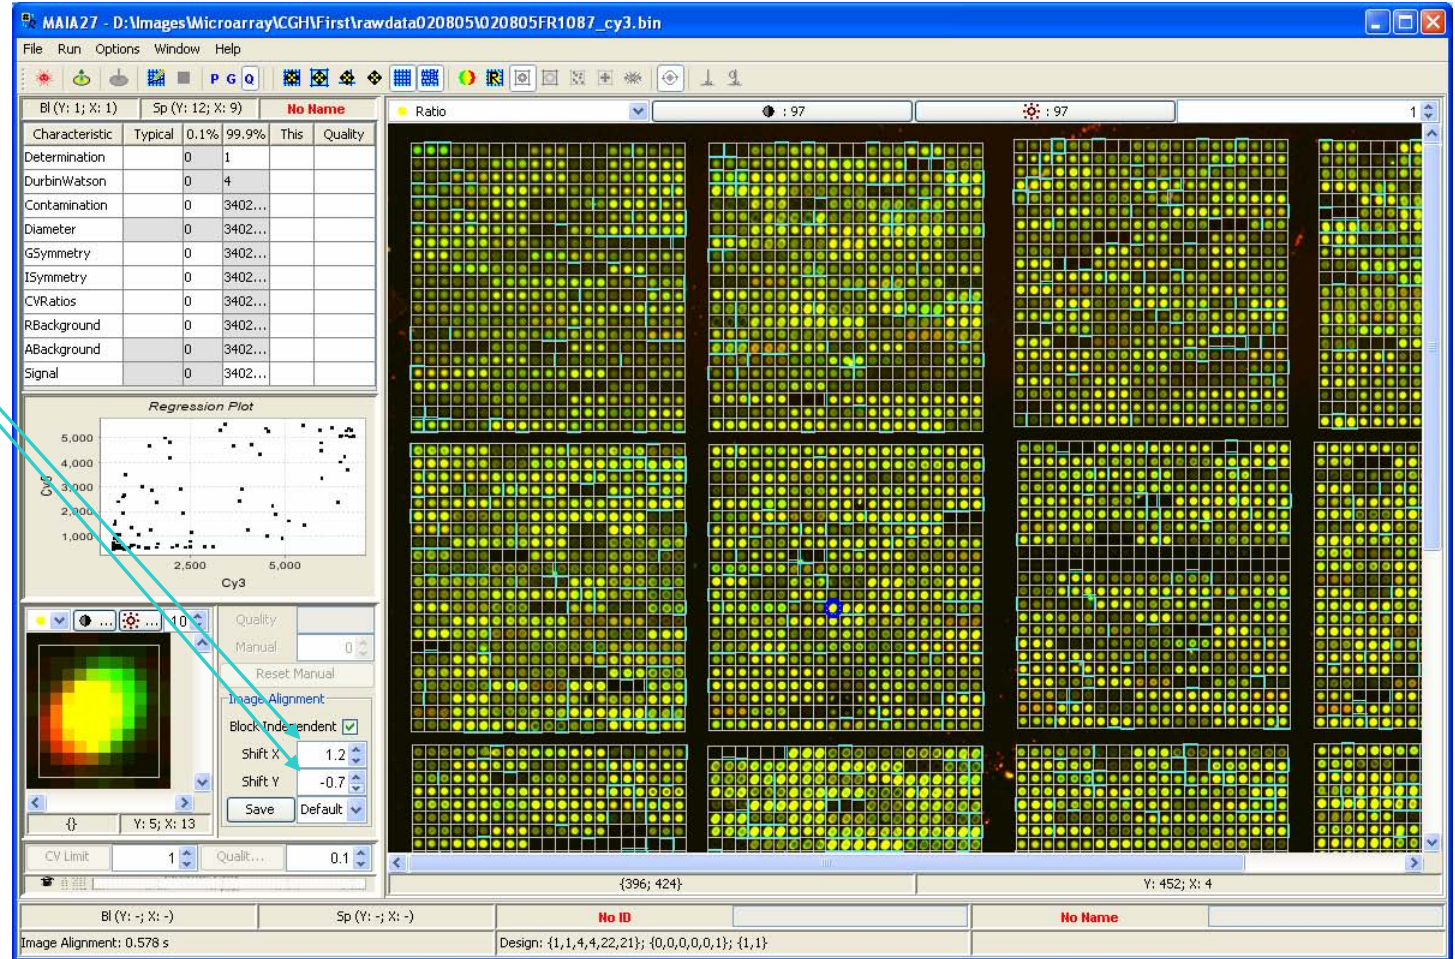 MAIA27 - D:\Images\Microarray\CGH\First\rawdata020805\020805FR1087_cy3.bin
File Run Options Window Help
P G Q
Bl (Y: 1; X: 1) Sp (Y: 12; X: 9) No Name
Ratio : 97 : 97 1
Characteristic Typical 0.1% 99.9% This Quality
Determination 0 1
DurbinWatson 0 4
Contamination 0 3402...
Diameter 0 3402...
GSymmetry 0 3402...
ISymmetry 0 3402...
CVRatios 0 3402...
RBackground 0 3402...
ABackground 0 3402...
Signal 0 3402...
Regression Plot
5,000
4,000
3,000
2,000
1,000
Cy5
2,500 5,000
Cy3
... ... 10
Quality
Manual 0
Reset Manual
Image Alignment
Block Independent
Shift X 1.2
Shift Y -0.7
Save Default
{} Y: 5; X: 13
CV Limit 1 Qualit... 0.1
{396; 424} Y: 452; X: 4
Bl (Y: -; X: -) Sp (Y: -; X: -) No ID No Name
Image Alignment: 0.578 s Design: {1,1,4,4,22,21}; {0,0,0,0,0,1}; {1,1}